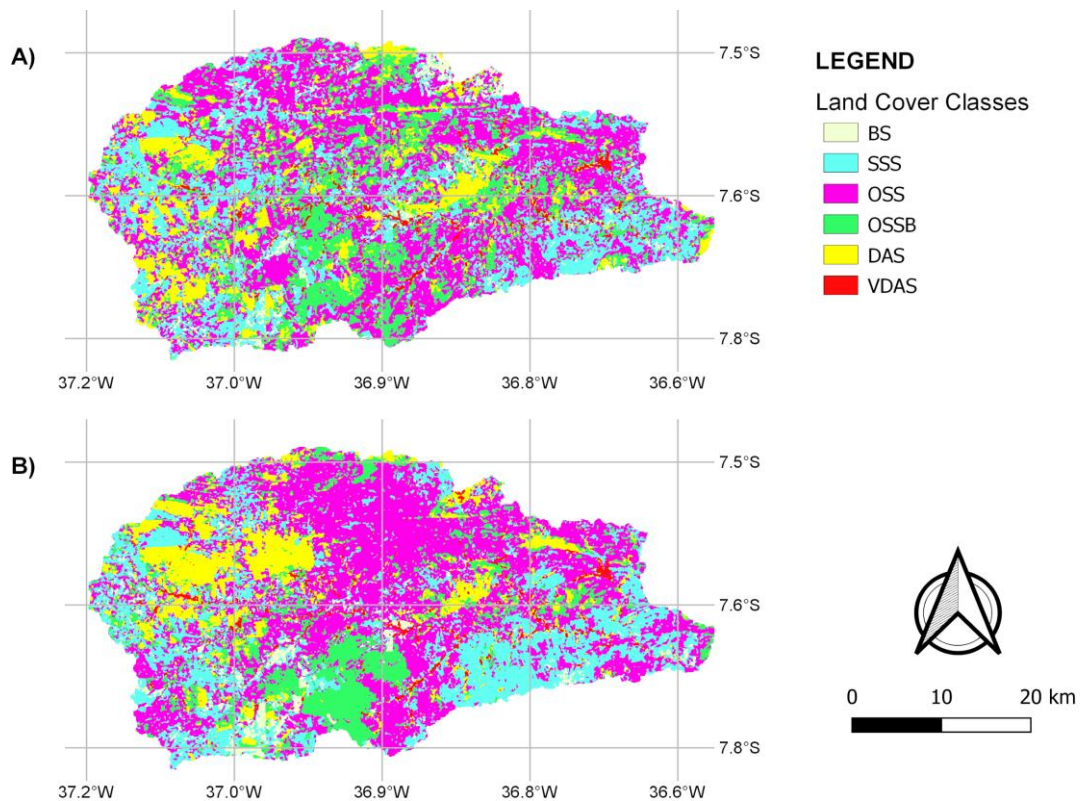 A)
7.5°S
7.6°S
7.8°S
37.2°W 37.0°W 36.9°W 36.8°W 36.6°W
LEGEND
Land Cover Classes
BS
SSS
OSS
OSSB
DAS
VDAS
B)
7.5°S
7.6°S
7.8°S
37.2°W 37.0°W 36.9°W 36.8°W 36.6°W
0 10 20 km